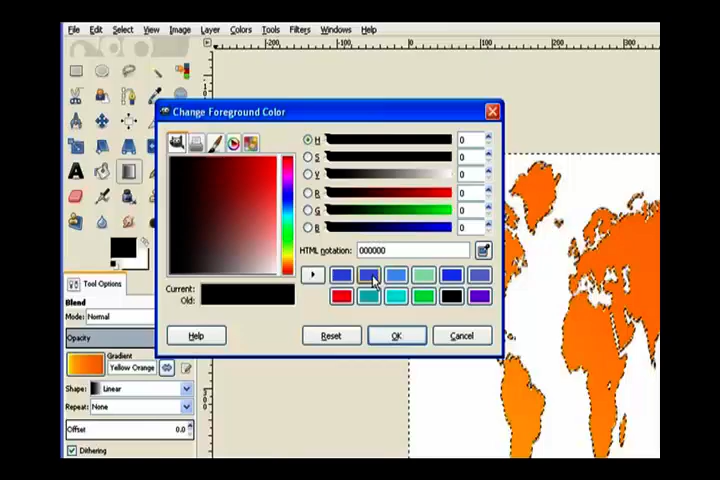 File Edit Select View Image Layer Colors Tools Filters Windows Help
-200 -100 0 100 200 300
Change Foreground Color
H 0
S 0
V 0
R 0
G 0
B 0
HTML notation: 000000
Current:
Old:
Help Reset OK Cancel
Tool Options
Blend
Mode: Normal
Opacity
Gradient
Yellow Orange
Shape: Linear
Repeat: None
Offset 0.0
Dithering